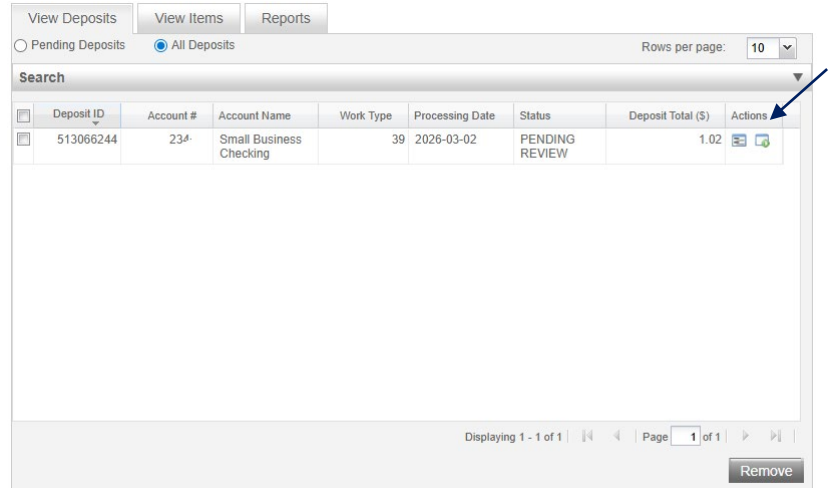 View Deposits View Items Reports
Pending Deposits All Deposits Rows per page: 10
Search
Deposit ID Account # Account Name Work Type Processing Date Status Deposit Total ($) Actions
513066244 Small Business 39 2026-03-02 PENDING 1.02
Checking REVIEW
Displaying 1 - 1 of 1 Page 1 of 1
Remove